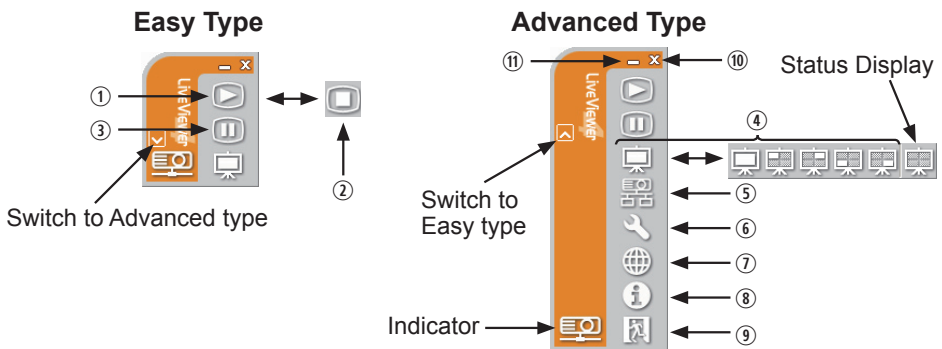 Easy Type
Advanced Type
① 
③ 
② 
LiveViewer
Switch to Advanced type
⑪
⑩
Status Display
LiveViewer
④
Switch to
Easy type
⑤
⑥
⑦
⑧
Indicator
⑨